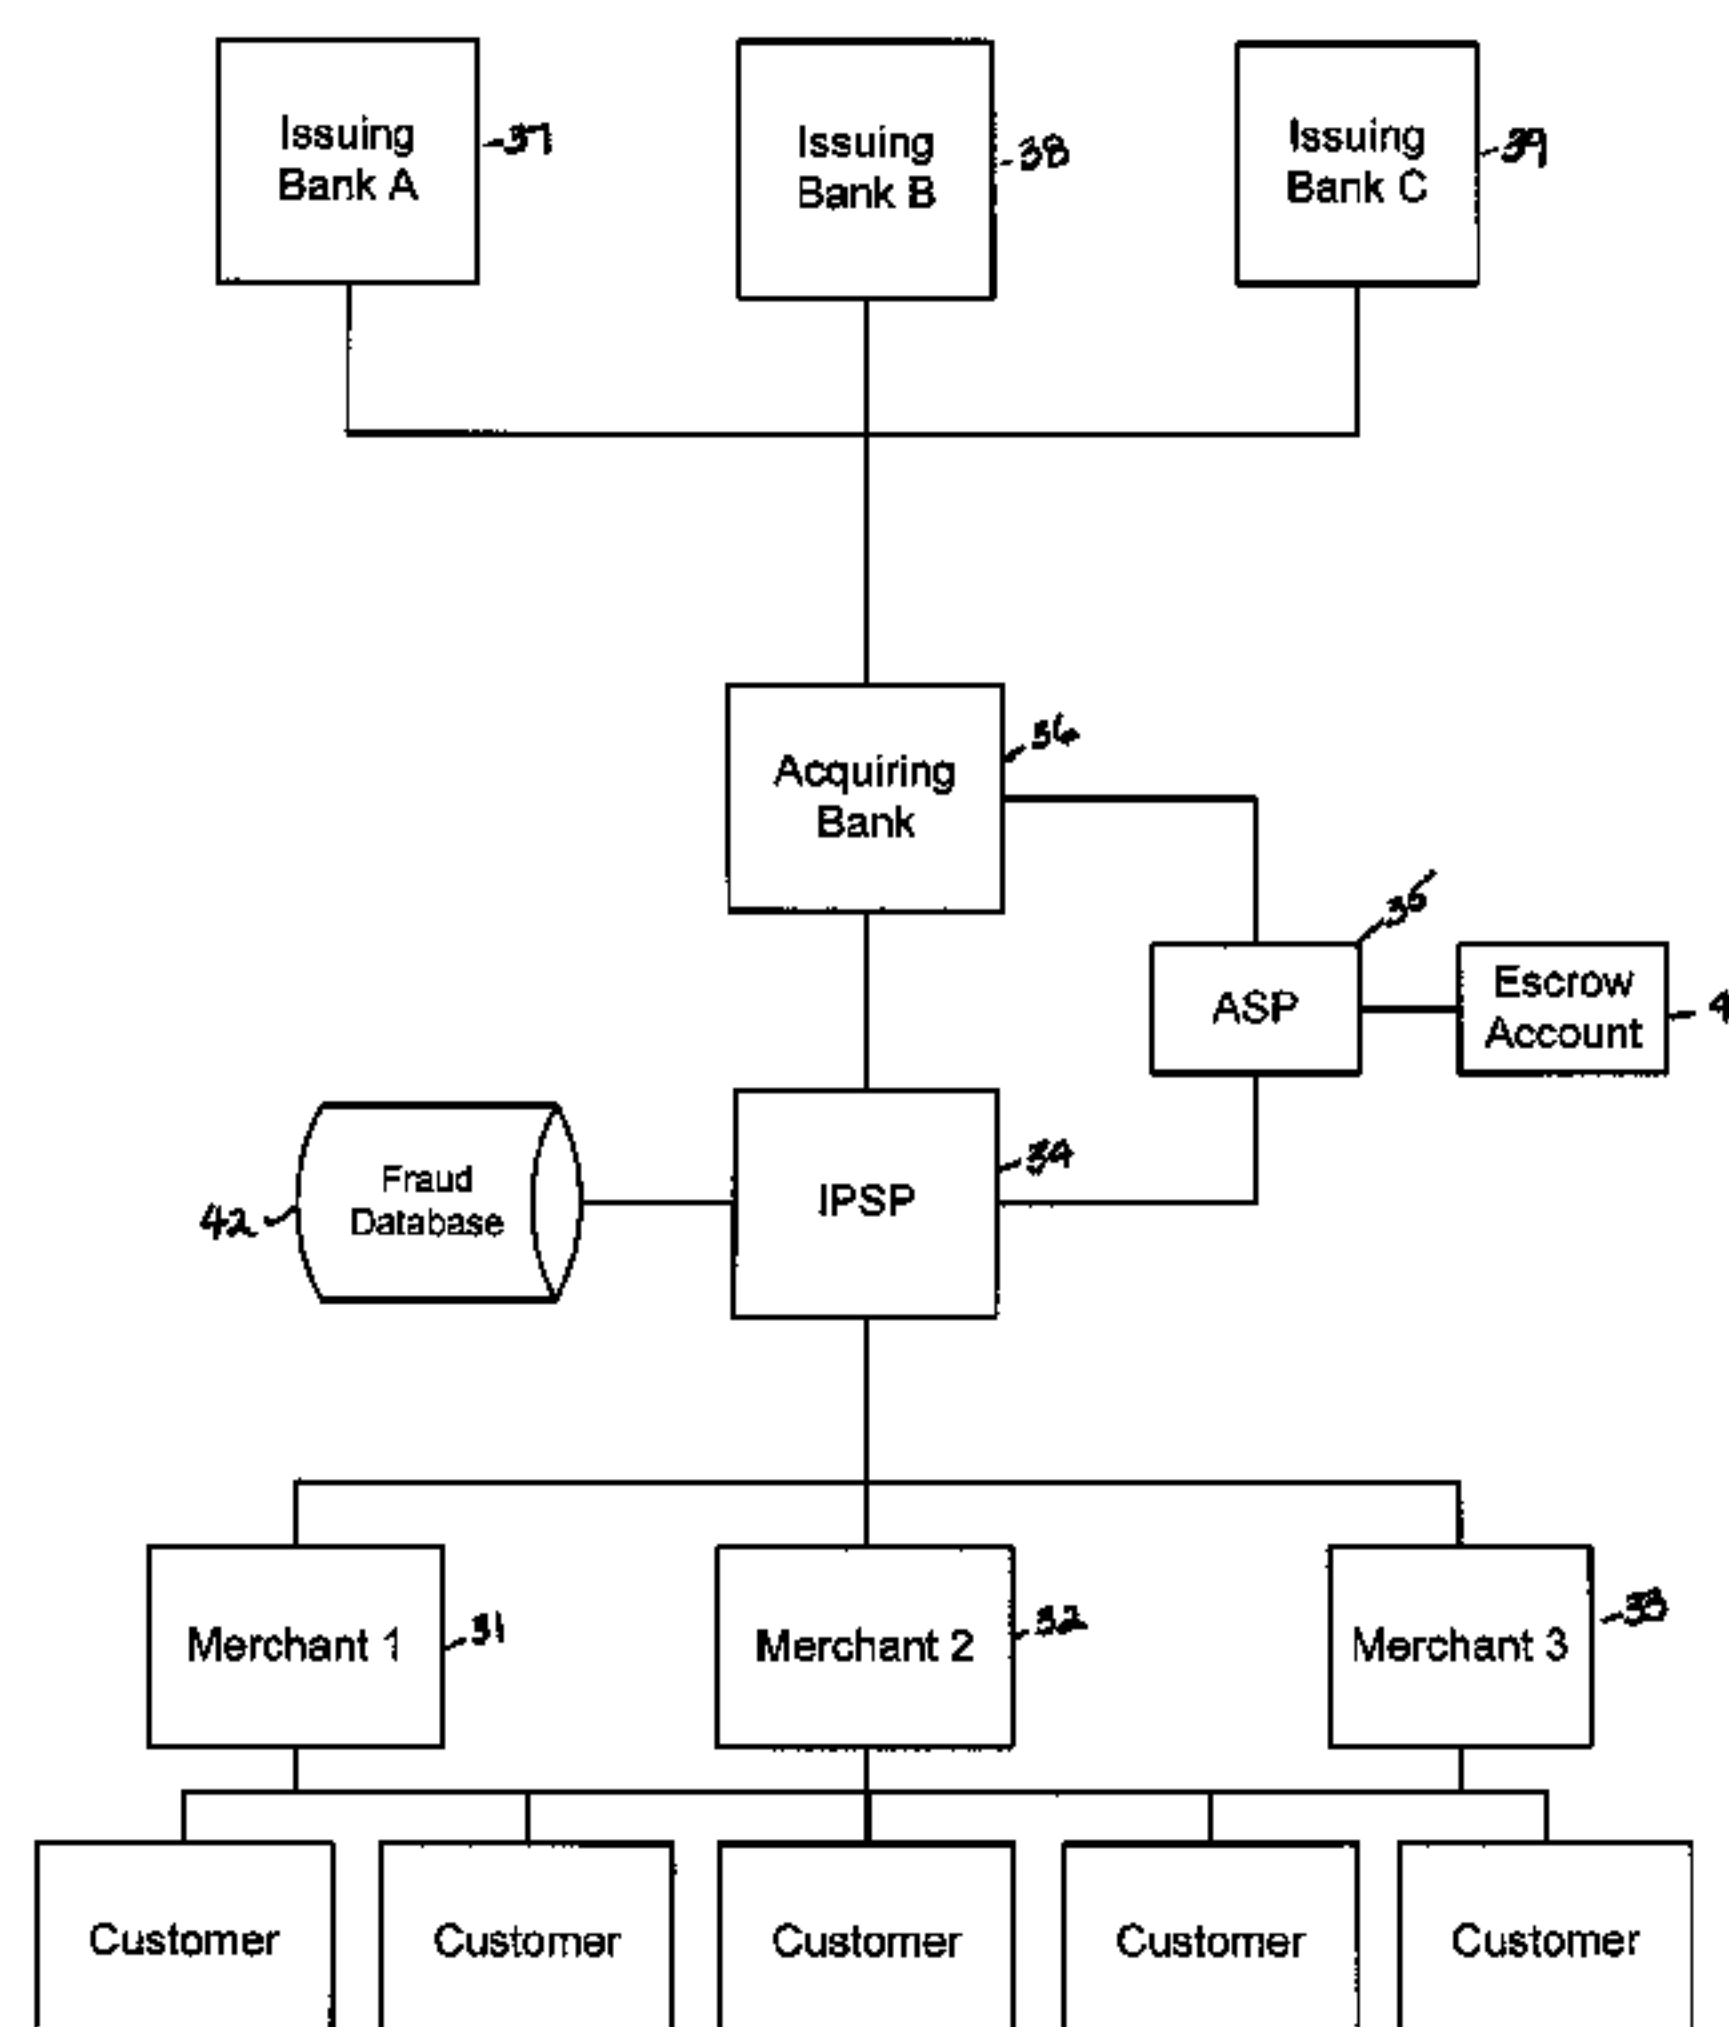 Issuing
Bank A
37
Issuing
Bank B
38
Issuing
Bank C
39
Acquiring
Bank
36
ASP
35
Escrow
Account
Fraud
Database
42
IPSP
34
Merchant 1
31
Merchant 2
32
Merchant 3
33
Customer
Customer
Customer
Customer
Customer